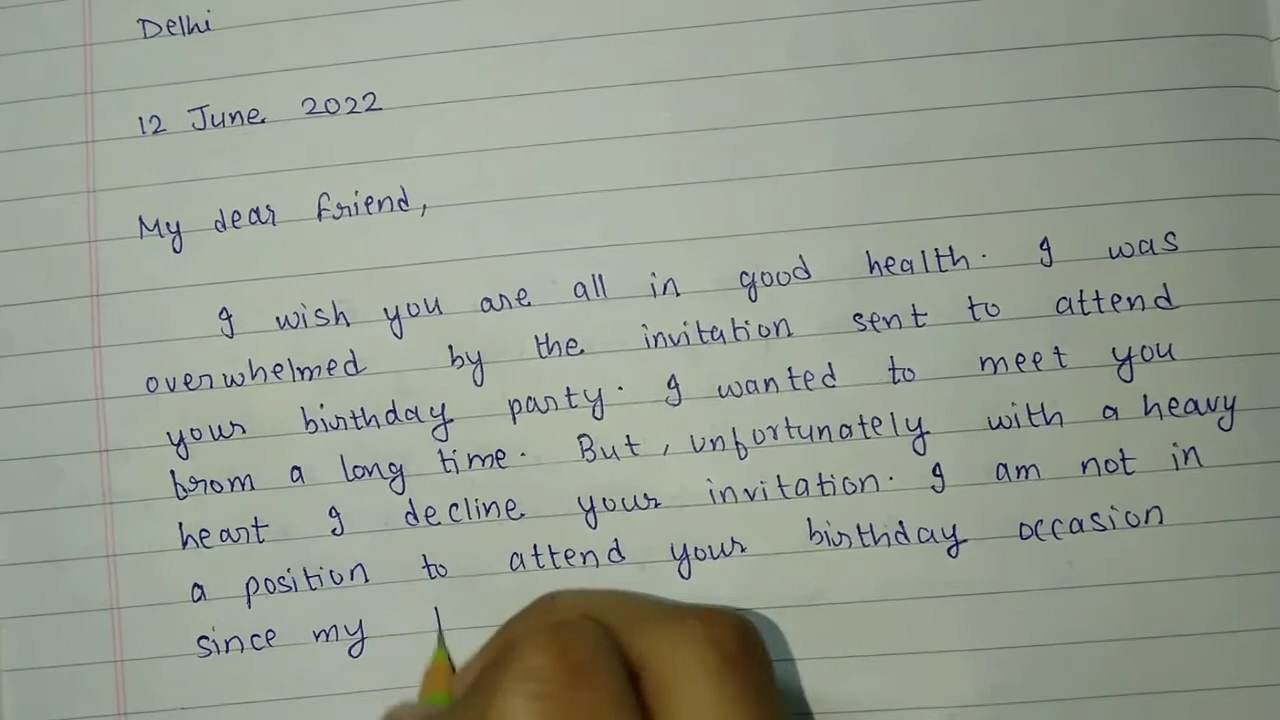 Delhi
12 June 2022
My dear friend,
I wish you are all in good health. I was
overwhelmed by the invitation sent to attend
your birthday party. I wanted to meet you
from a long time. But, unfortunately with a heavy
heart I decline your invitation. I am not in
a position to attend your birthday occasion
since my